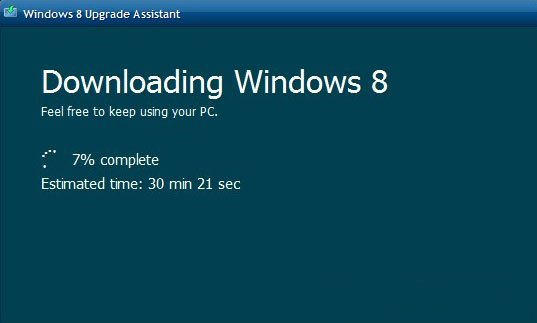 Windows 8 Upgrade Assistant
Downloading Windows 8
Feel free to keep using your PC.
7% complete
Estimated time: 30 min 21 sec